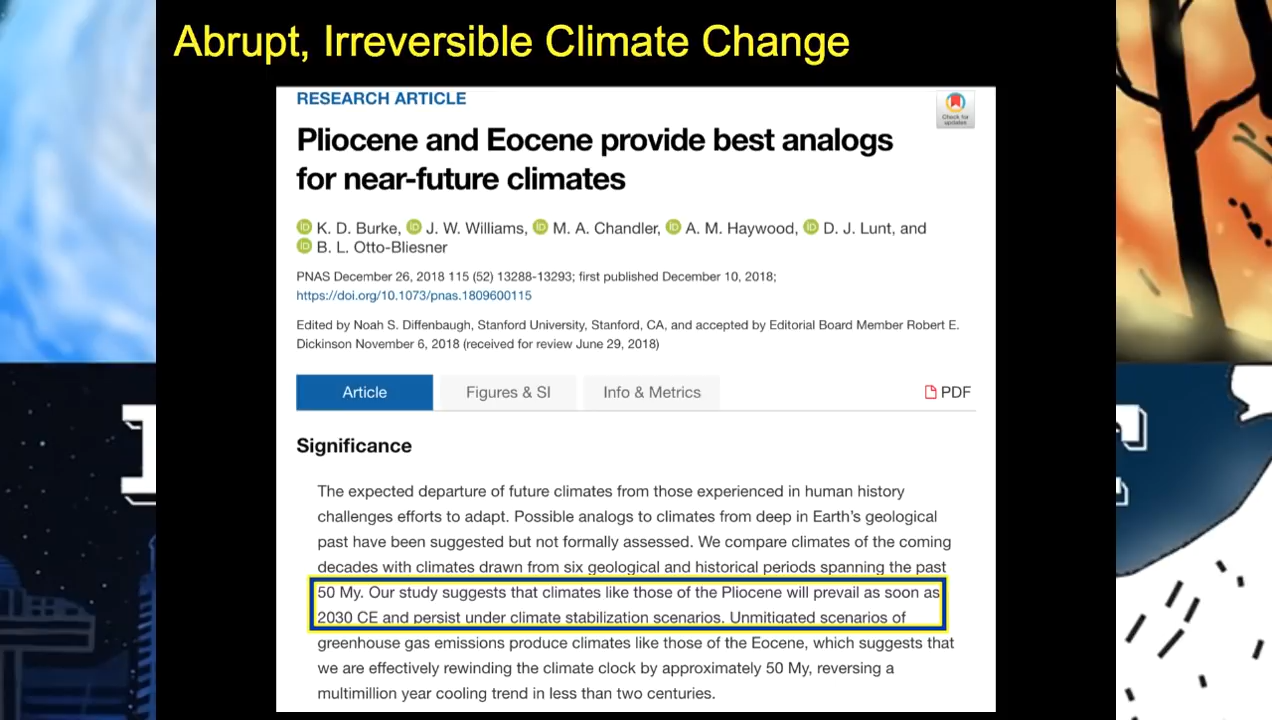 Abrupt, Irreversible Climate Change
RESEARCH ARTICLE
Check for
updates
Pliocene and Eocene provide best analogs
for near-future climates
iD K. D. Burke, iD J. W. Williams, iD M. A. Chandler, iD A. M. Haywood, iD D. J. Lunt, and
iD B. L. Otto-Bliesner
PNAS December 26, 2018 115 (52) 13288-13293; first published December 10, 2018;
https://doi.org/10.1073/pnas.1809600115
Edited by Noah S. Diffenbaugh, Stanford University, Stanford, CA, and accepted by Editorial Board Member Robert E.
Dickinson November 6, 2018 (received for review June 29, 2018)
Article
Figures & SI
Info & Metrics
PDF
Significance
The expected departure of future climates from those experienced in human history
challenges efforts to adapt. Possible analogs to climates from deep in Earth's geological
past have been suggested but not formally assessed. We compare climates of the coming
decades with climates drawn from six geological and historical periods spanning the past
50 My. Our study suggests that climates like those of the Pliocene will prevail as soon as
2030 CE and persist under climate stabilization scenarios. Unmitigated scenarios of
greenhouse gas emissions produce climates like those of the Eocene, which suggests that
we are effectively rewinding the climate clock by approximately 50 My, reversing a
multimillion year cooling trend in less than two centuries.